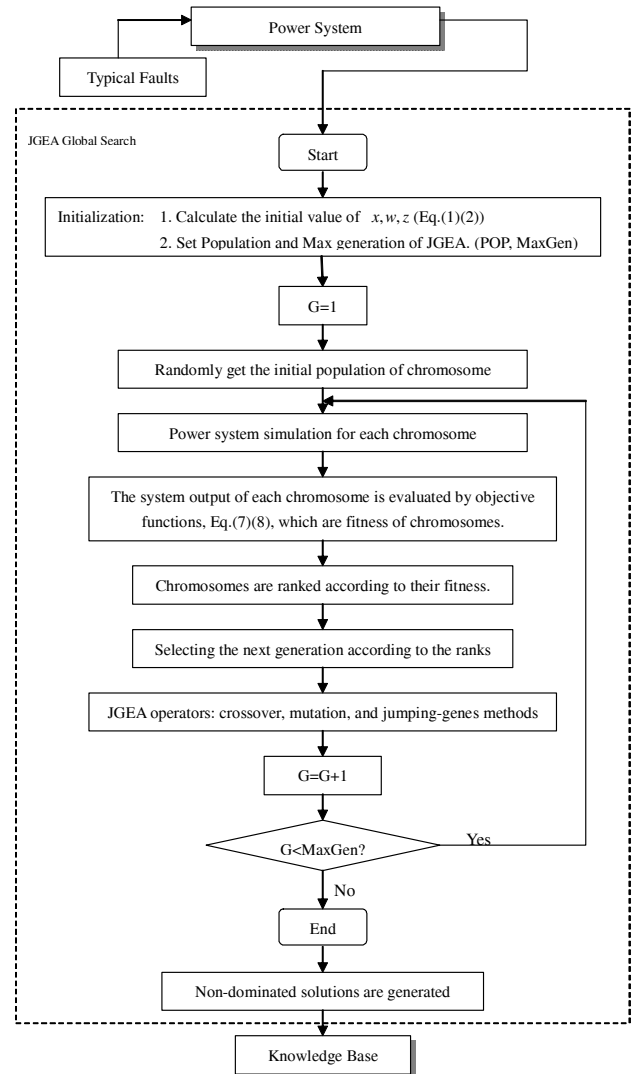 Power System
Typical Faults
JGEA Global Search
Start
Initialization: 1. Calculate the initial value of x, w, z (Eq.(1)(2))
2. Set Population and Max generation of JGEA. (POP, MaxGen)
G=1
Randomly get the initial population of chromosome
Power system simulation for each chromosome
The system output of each chromosome is evaluated by objective
functions, Eq.(7)(8), which are fitness of chromosomes.
Chromosomes are ranked according to their fitness.
Selecting the next generation according to the ranks
JGEA operators: crossover, mutation, and jumping-genes methods
G=G+1
G<MaxGen?
Yes
No
End
Non-dominated solutions are generated
Knowledge Base